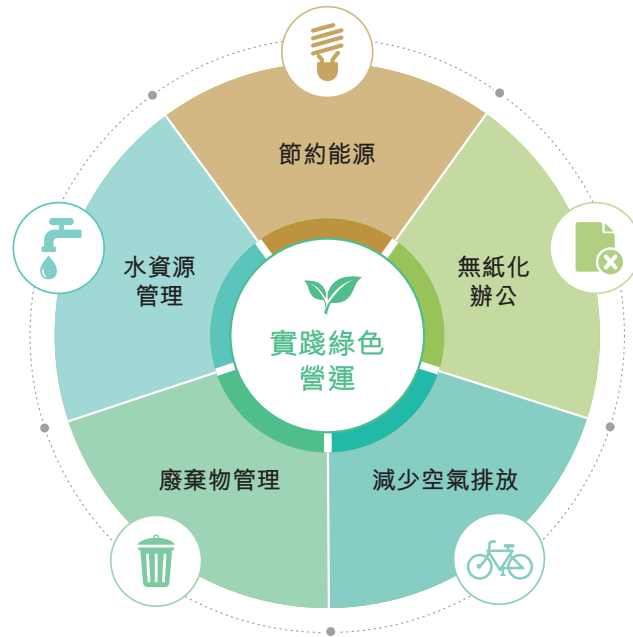 節約能源
水資源
管理
無紙化
辦公
實踐綠色
營運
廢棄物管理
減少空氣排放